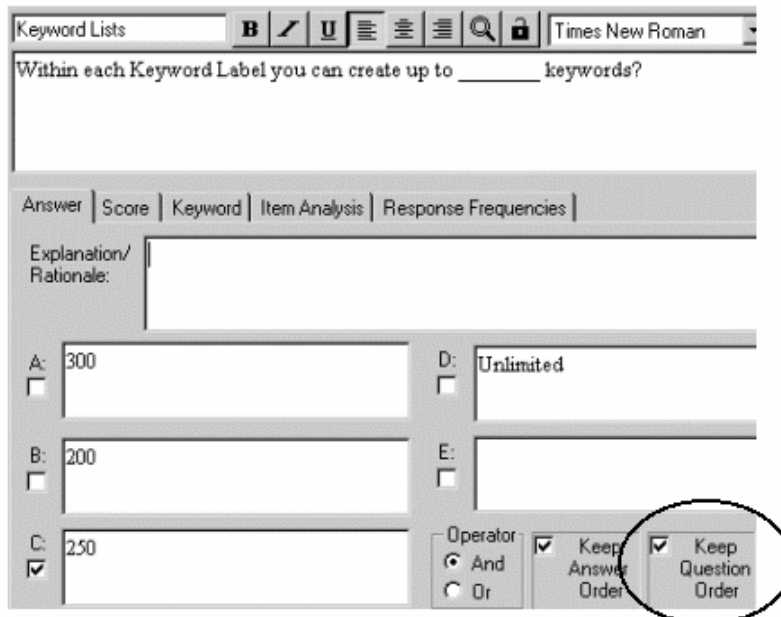 Keyword Lists B I U Times New Roman
Within each Keyword Label you can create up to ________ keywords?
Answer Score Keyword Item Analysis Response Frequencies
Explanation/
Rationale:
A: 300
D: Unlimited
B: 200
E:
C: 250
Operator
And
Or
Keep
Answer
Order
Keep
Question
Order